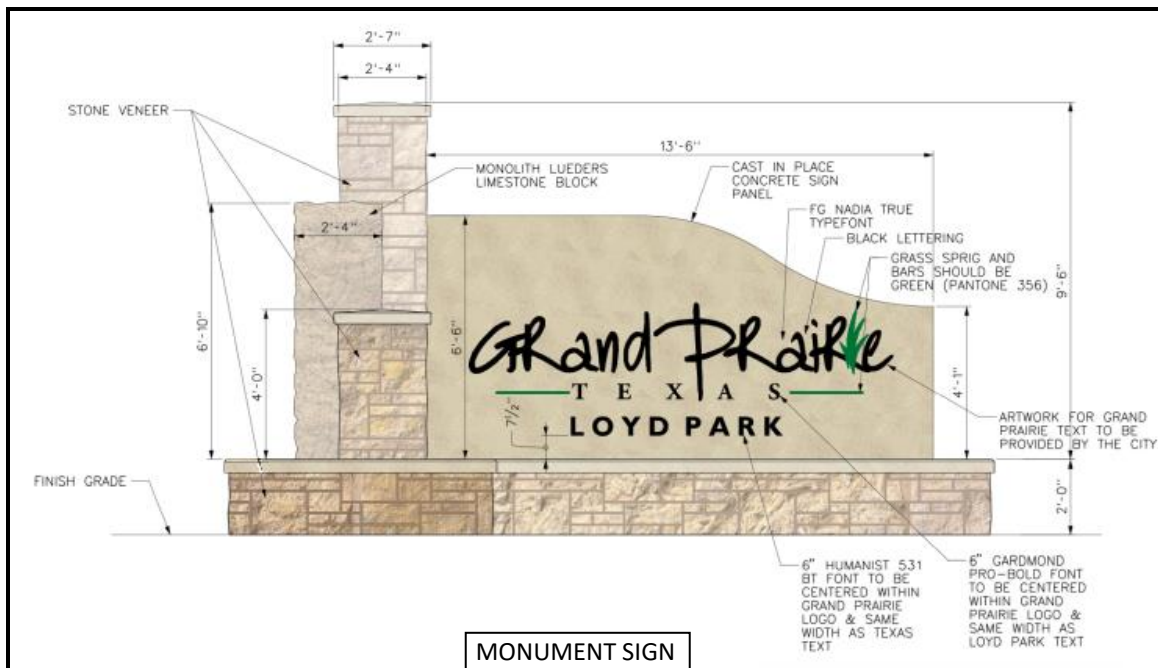 2'-7"
2'-4"
STONE VENEER
13'-6"
MONOLITH LUEDERS
LIMESTONE BLOCK
CAST IN PLACE
CONCRETE SIGN
PANEL
FG NADIA TRUE
TYPEFONT
BLACK LETTERING
GRASS SPRIG AND
BARS SHOULD BE
GREEN (PANTONE 356)
2'-4"
9'-6"
6'-10"
6'-6"
4'-0"
4'-1"
Grand Prairie
TEXAS
7½"
LOYD PARK
ARTWORK FOR GRAND
PRAIRIE TEXT TO BE
PROVIDED BY THE CITY
FINISH GRADE
2'-0"
6" HUMANIST 531
BT FONT TO BE
CENTERED WITHIN
GRAND PRAIRIE
LOGO & SAME
WIDTH AS TEXAS
TEXT
6" GARDMOND
PRO-BOLD FONT
TO BE CENTERED
WITHIN GRAND
PRAIRIE LOGO &
SAME WIDTH AS
LOYD PARK TEXT
MONUMENT SIGN